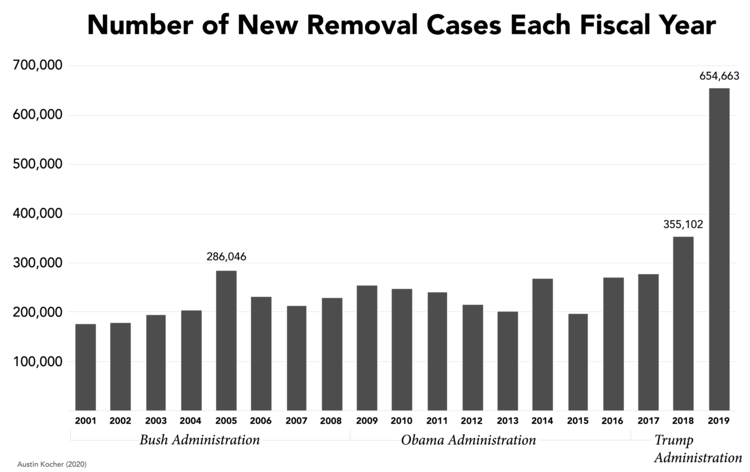 Number of New Removal Cases Each Fiscal Year
700,000
654,663
600,000
500,000
400,000
355,102
300,000
286,046
200,000
100,000
2001 2002 2003 2004 2005 2006 2007 2008 2009 2010 2011 2012 2013 2014 2015 2016 2017 2018 2019
Bush Administration Obama Administration Trump
Administration
Austin Kocher (2020)